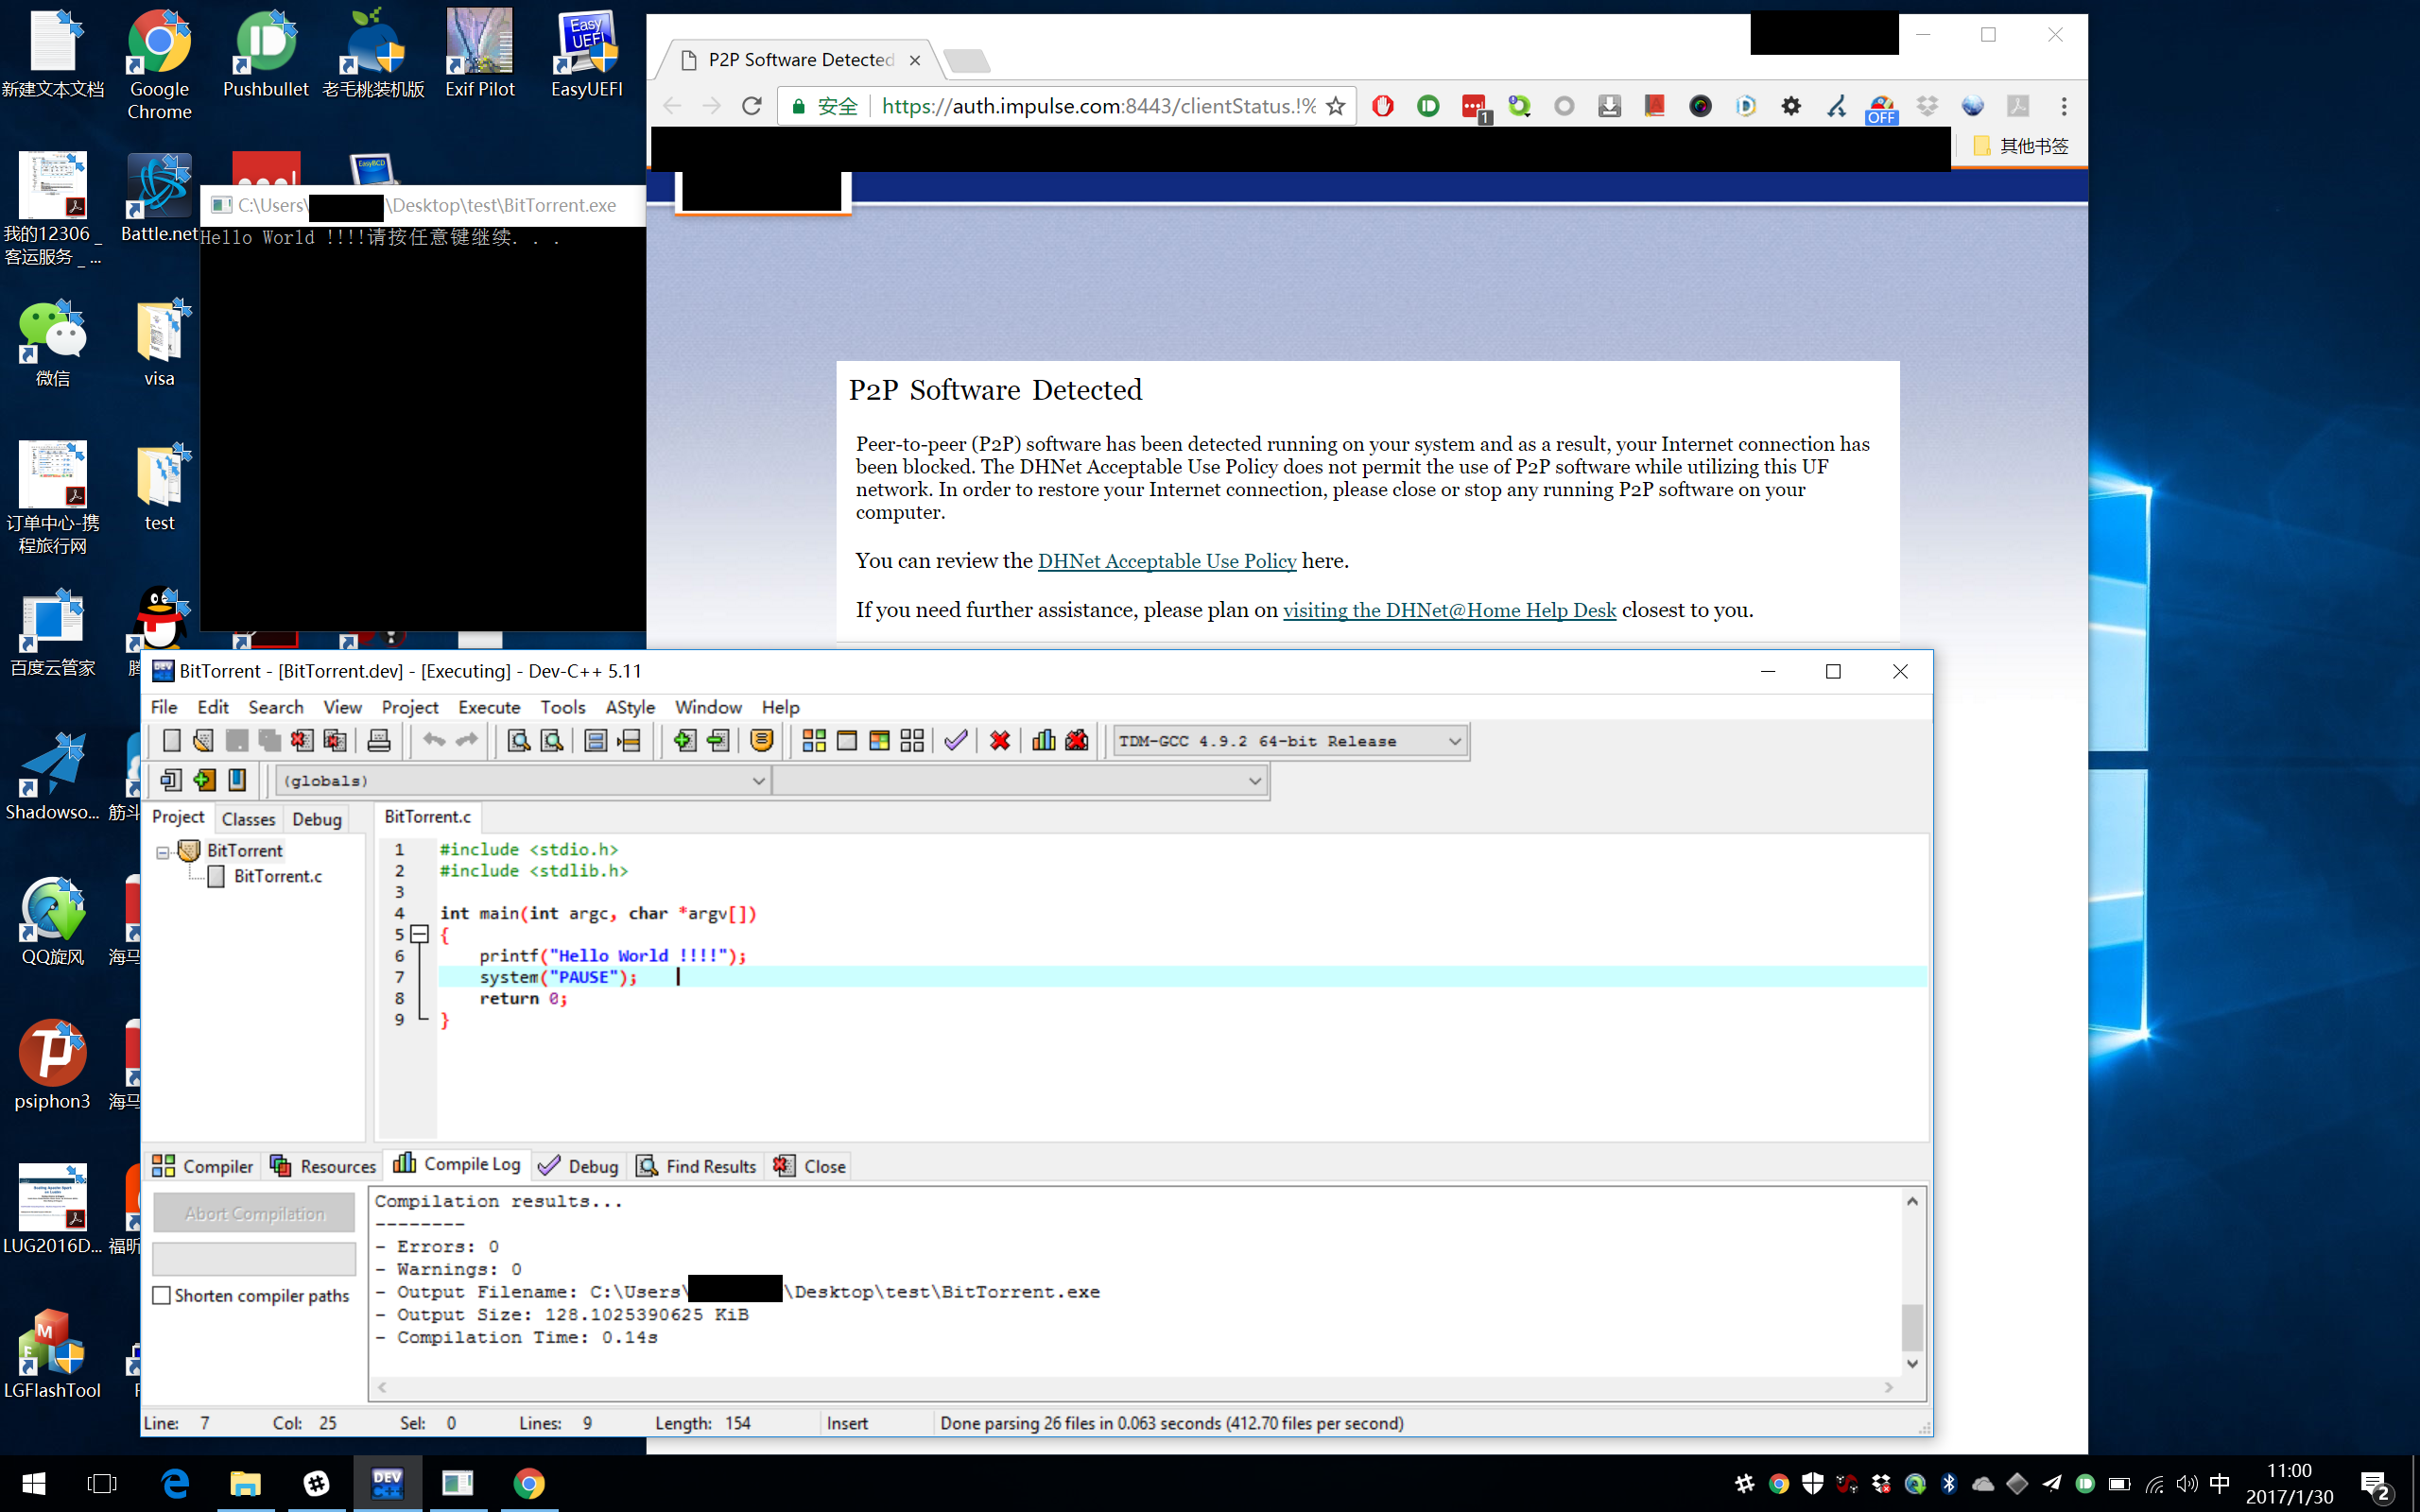 新建文本文档
Google
Chrome
Pushbullet
老毛桃装机版
Exif Pilot
Easy
UEFI
EasyUEFI
我的12306_
客运服务_...
Battle.net
EasyBCD
微信
visa
订单中心-携
程旅行网
test
百度云管家
Shadowso...
QQ旋风
psiphon3
LUG2016D...
LGFlashTool
筋斗
海马
海马
福昕
C:\Users\ \Desktop\test\BitTorrent.exe
Hello World !!!!请按任意键继续. . .
P2P Software Detected
安全
https://auth.impulse.com:8443/clientStatus.!%
1
OFF
其他书签
P2P Software Detected
Peer-to-peer (P2P) software has been detected running on your system and as a result, your Internet connection has
been blocked. The DHNet Acceptable Use Policy does not permit the use of P2P software while utilizing this UF
network. In order to restore your Internet connection, please close or stop any running P2P software on your
computer.
You can review the DHNet Acceptable Use Policy here.
If you need further assistance, please plan on visiting the DHNet@Home Help Desk closest to you.
BitTorrent - [BitTorrent.dev] - [Executing] - Dev-C++ 5.11
File Edit Search View Project Execute Tools AStyle Window Help
TDM-GCC 4.9.2 64-bit Release
(globals)
Project Classes Debug
BitTorrent
BitTorrent.c
BitTorrent.c
1 #include <stdio.h>
2 #include <stdlib.h>
3
4 int main(int argc, char *argv[])
5 {
6 printf("Hello World !!!!");
7 system("PAUSE");
8 return 0;
9 }
Compiler Resources Compile Log Debug Find Results Close
Abort Compilation
Shorten compiler paths
Compilation results...
--------
- Errors: 0
- Warnings: 0
- Output Filename: C:\Users\ \Desktop\test\BitTorrent.exe
- Output Size: 128.1025390625 KiB
- Compilation Time: 0.14s
Line: 7 Col: 25 Sel: 0 Lines: 9 Length: 154 Insert Done parsing 26 files in 0.063 seconds (412.70 files per second)
DEV
中
11:00
2017/1/30
2